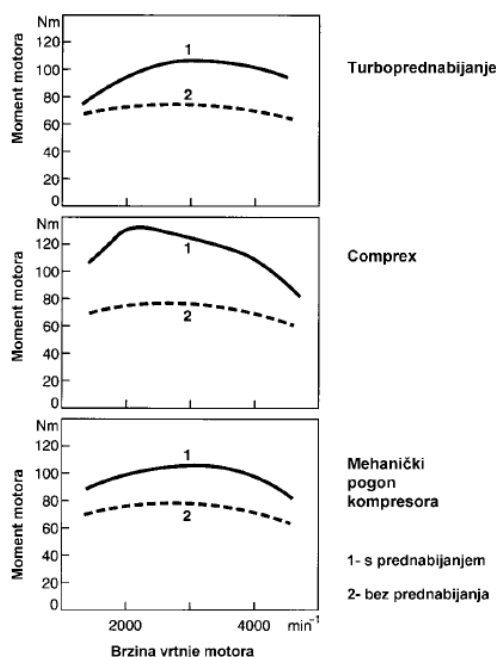 Nm
120
100
80
60
40
20
0
Moment motora
1
2
Turboprednabijanje
Nm
120
100
80
60
40
20
0
Moment motora
1
2
Comprex
Nm
120
100
80
60
40
20
0
Moment motora
1
2
Mehanički
pogon
kompresora
1- s prednabijanjem
2- bez prednabijanja
2000 3000 4000 min⁻¹
Brzina vrtnje motora